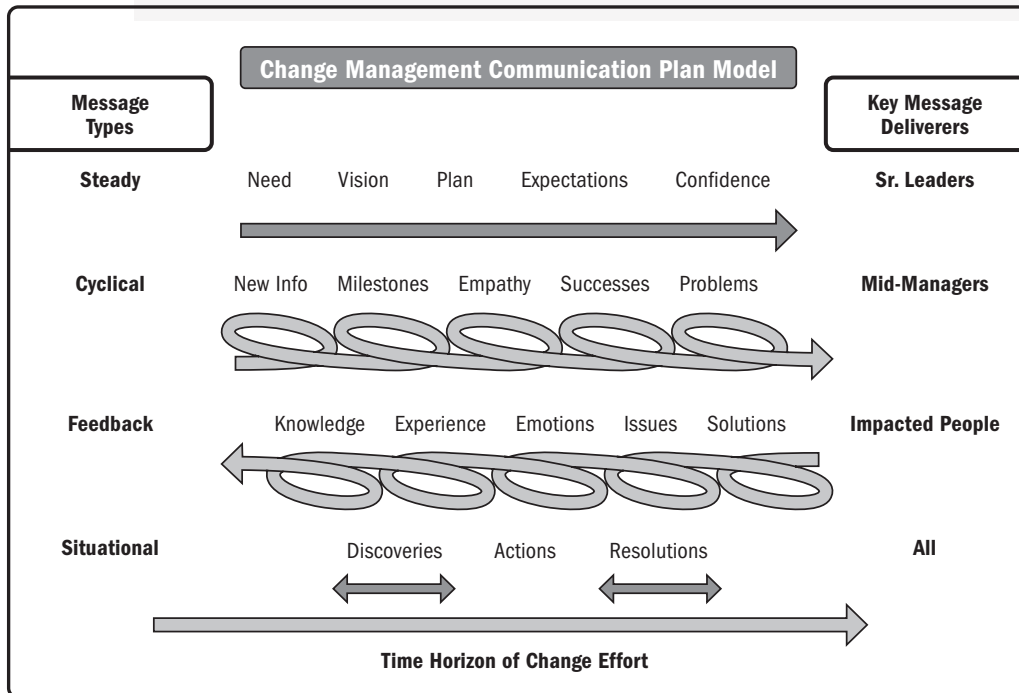 Change Management Communication Plan Model
Message
Types
Key Message
Deliverers
Steady Need Vision Plan Expectations Confidence Sr. Leaders
Cyclical New Info Milestones Empathy Successes Problems Mid-Managers
Feedback Knowledge Experience Emotions Issues Solutions Impacted People
Situational Discoveries Actions Resolutions All
Time Horizon of Change Effort